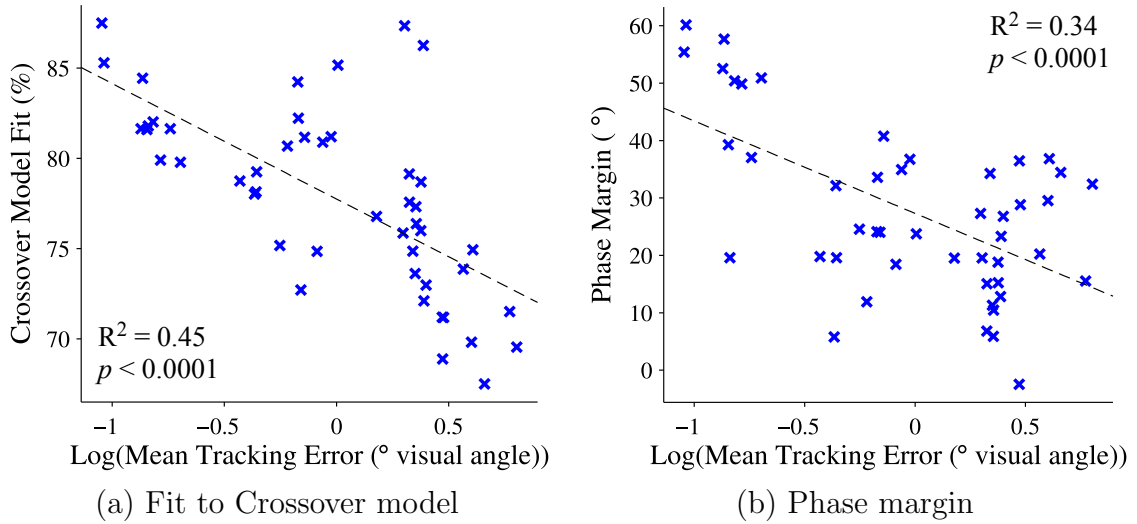 85
80
75
70
Crossover Model Fit (%)
R² = 0.45
p < 0.0001
−1 −0.5 0 0.5
Log(Mean Tracking Error (° visual angle))
(a) Fit to Crossover model
60
50
40
30
20
10
0
Phase Margin (°)
R² = 0.34
p < 0.0001
−1 −0.5 0 0.5
Log(Mean Tracking Error (° visual angle))
(b) Phase margin